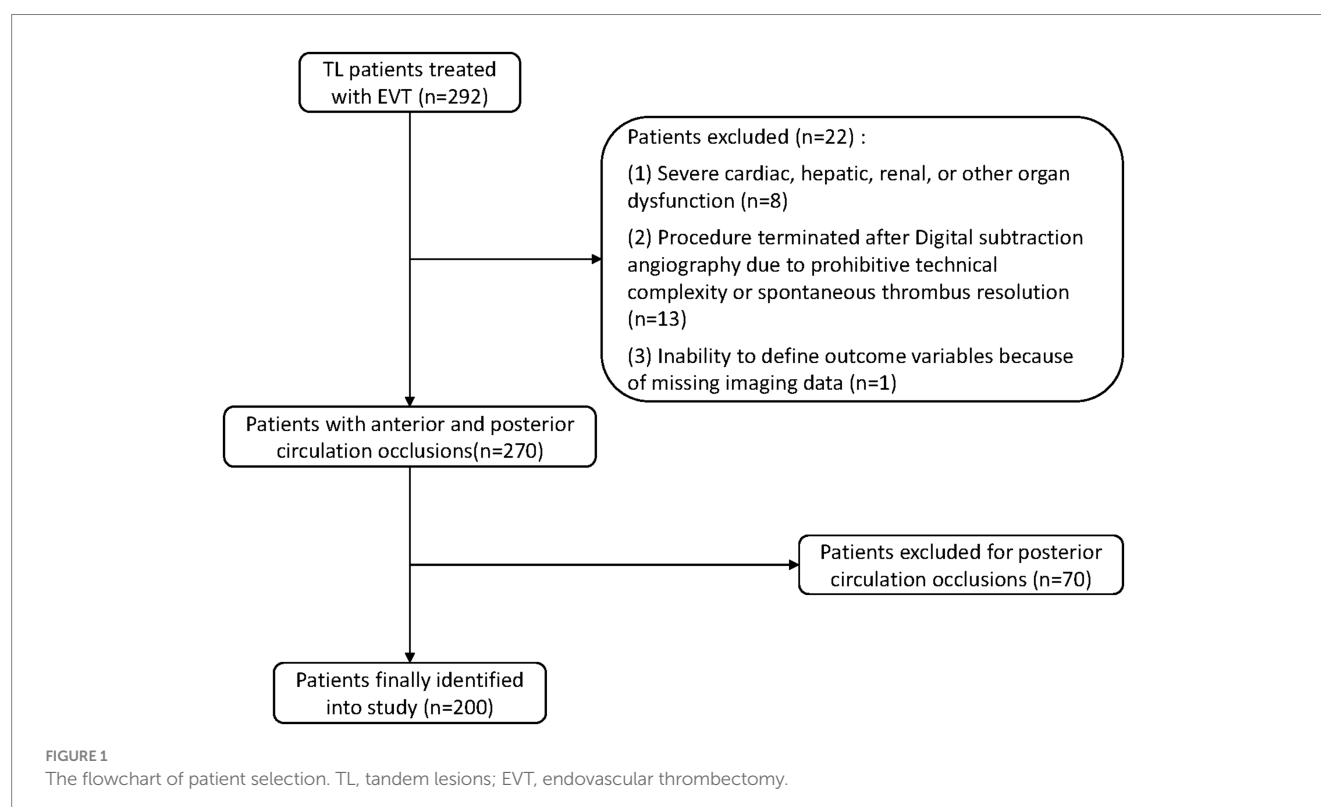 TL patients treated
with EVT (n=292)
Patients excluded (n=22) :
(1) Severe cardiac, hepatic, renal, or other organ
dysfunction (n=8)
(2) Procedure terminated after Digital subtraction
angiography due to prohibitive technical
complexity or spontaneous thrombus resolution
(n=13)
(3) Inability to define outcome variables because
of missing imaging data (n=1)
Patients with anterior and posterior
circulation occlusions(n=270)
Patients excluded for posterior
circulation occlusions (n=70)
Patients finally identified
into study (n=200)
FIGURE 1
The flowchart of patient selection. TL, tandem lesions; EVT, endovascular thrombectomy.